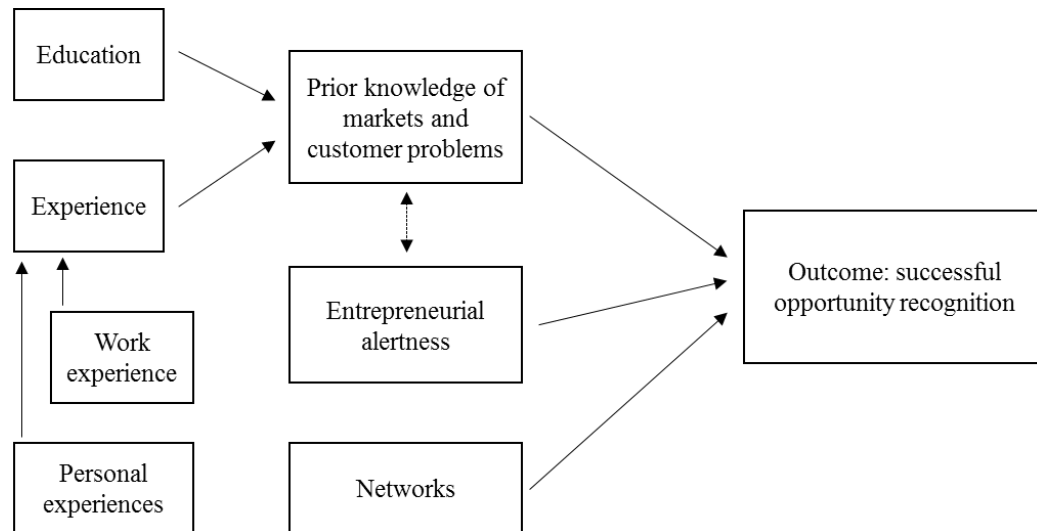 Education
Experience
Work
experience
Personal
experiences
Prior knowledge of
markets and
customer problems
Entrepreneurial
alertness
Networks
Outcome: successful
opportunity recognition